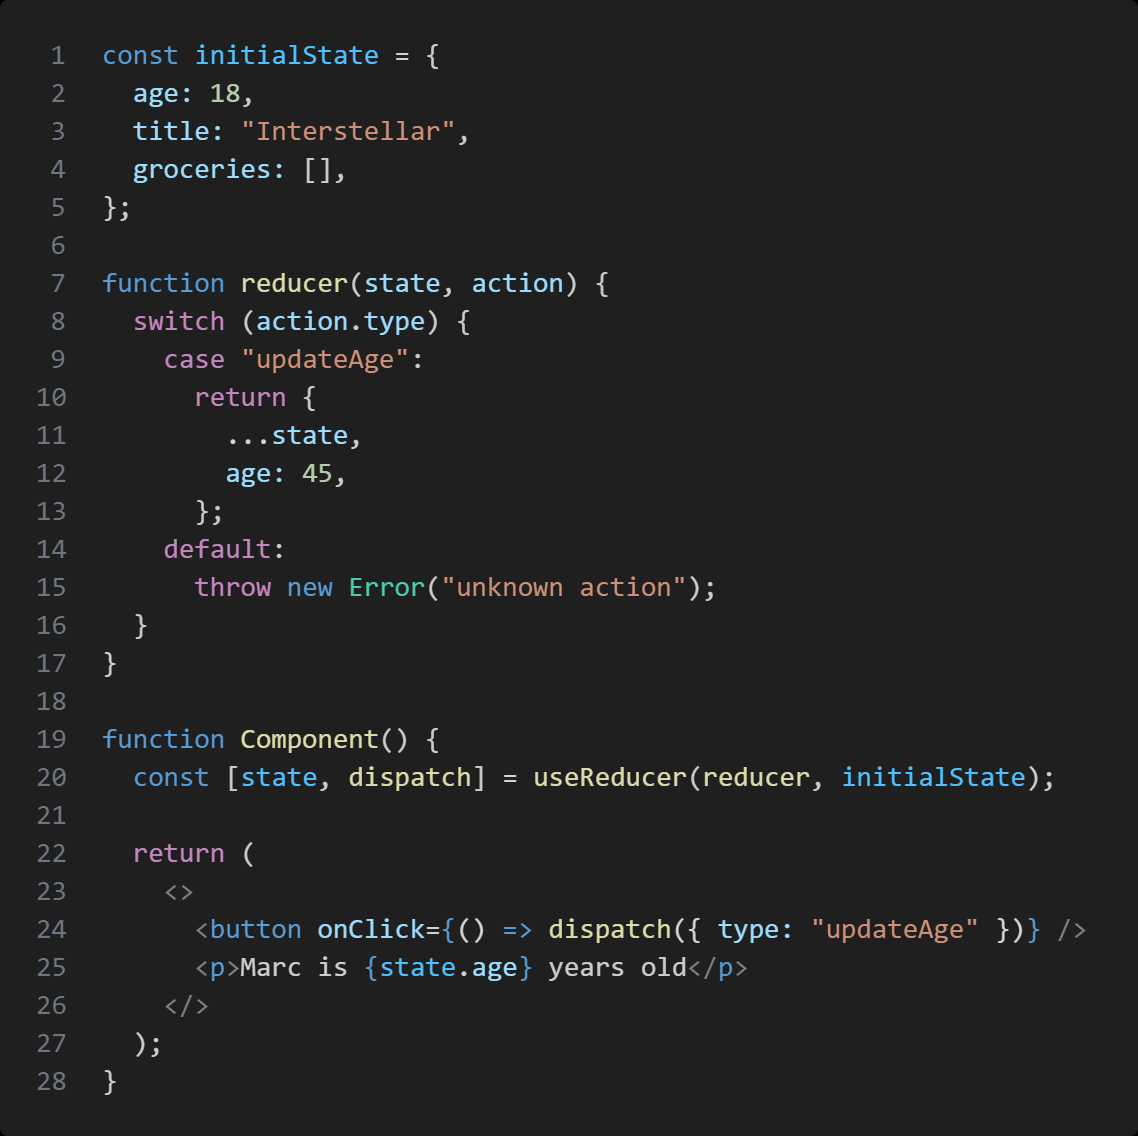 1 const initialState = {
2   age: 18,
3   title: "Interstellar",
4   groceries: [],
5 };
6
7 function reducer(state, action) {
8   switch (action.type) {
9     case "updateAge":
10       return {
11         ...state,
12         age: 45,
13       };
14     default:
15       throw new Error("unknown action");
16   }
17 }
18
19 function Component() {
20   const [state, dispatch] = useReducer(reducer, initialState);
21
22   return (
23     <>
24       <button onClick={() => dispatch({ type: "updateAge" })} />
25       <p>Marc is {state.age} years old</p>
26     </>
27   );
28 }